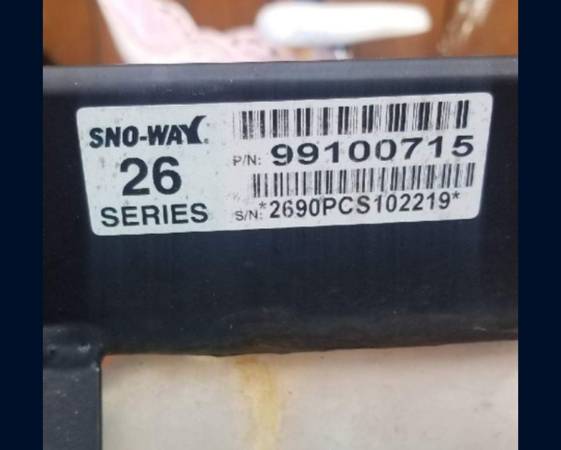 SNO-WAY
26
SERIES
P/N: 99100715
S/N: *2690PCS102219*